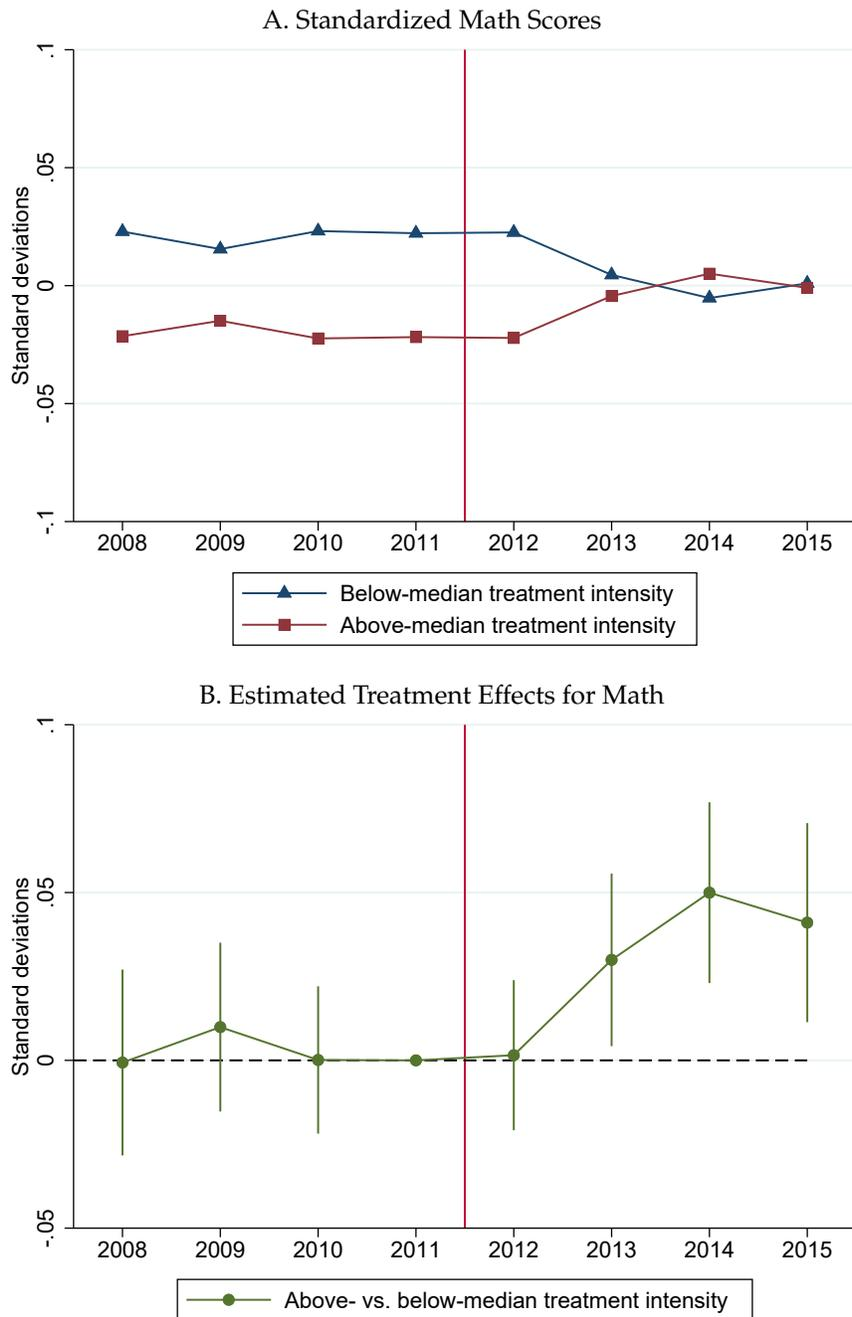 A. Standardized Math Scores
.1
.05
0
-.05
-.1
Standard deviations
2008 2009 2010 2011 2012 2013 2014 2015
Below-median treatment intensity
Above-median treatment intensity
B. Estimated Treatment Effects for Math
.1
.05
0
-.05
Standard deviations
2008 2009 2010 2011 2012 2013 2014 2015
Above- vs. below-median treatment intensity